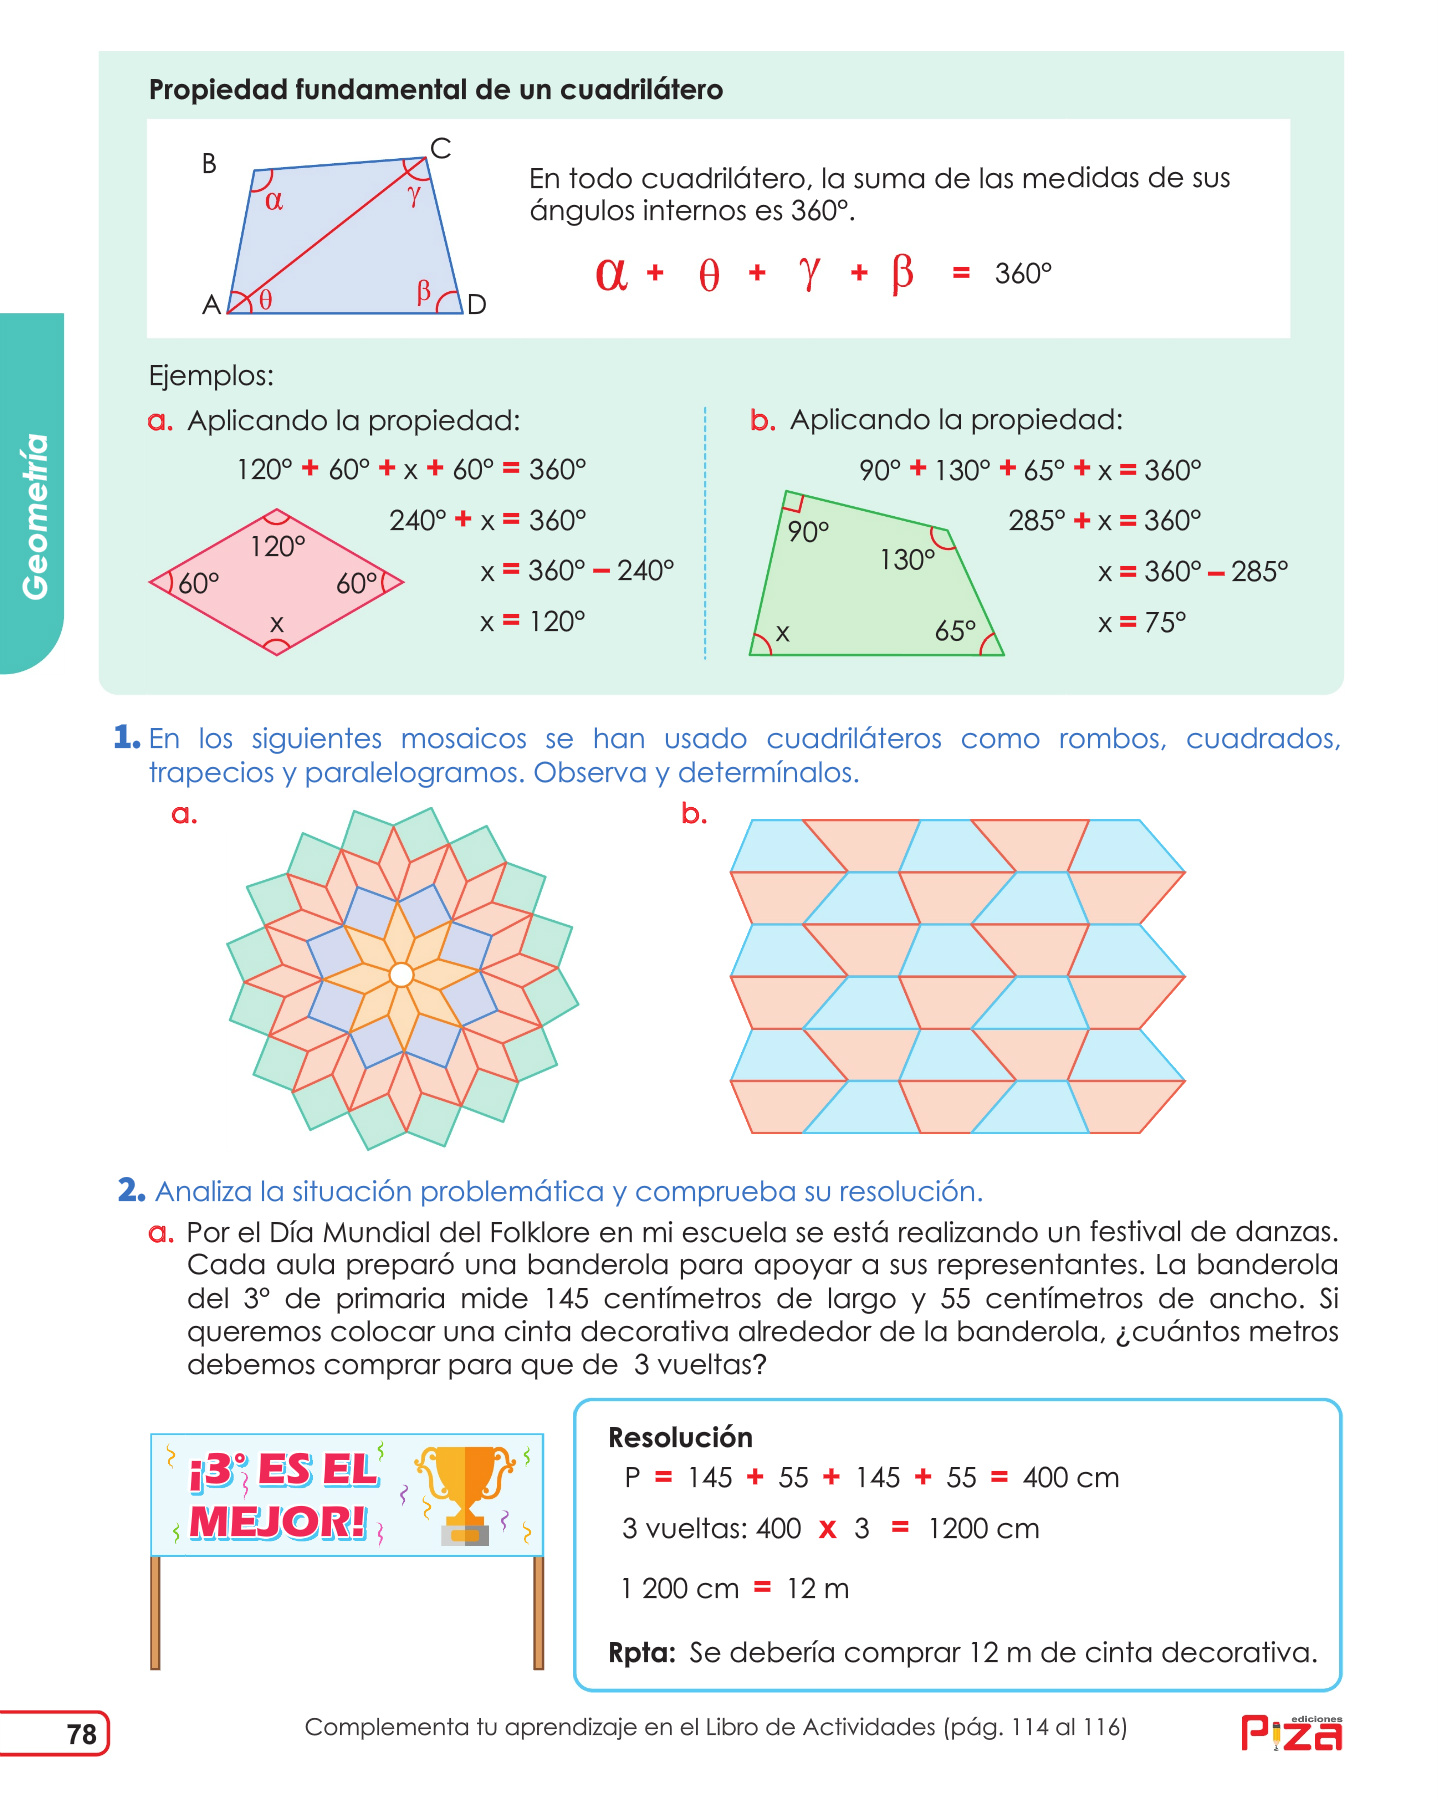 Propiedad fundamental de un cuadrilátero
B
C
α
γ
A
θ
β
D
En todo cuadrilátero, la suma de las medidas de sus
ángulos internos es 360°.
α + θ + γ + β = 360°
Geometría
Ejemplos:
a. Aplicando la propiedad:
120° + 60° + x + 60° = 360°
240° + x = 360°
x = 360° – 240°
x = 120°
120°
60°
60°
x
b. Aplicando la propiedad:
90° + 130° + 65° + x = 360°
285° + x = 360°
x = 360° – 285°
x = 75°
90°
130°
x
65°
1. En los siguientes mosaicos se han usado cuadriláteros como rombos, cuadrados,
trapecios y paralelogramos. Observa y determínalos.
a.
b.
2. Analiza la situación problemática y comprueba su resolución.
a. Por el Día Mundial del Folklore en mi escuela se está realizando un festival de danzas.
Cada aula preparó una banderola para apoyar a sus representantes. La banderola
del 3° de primaria mide 145 centímetros de largo y 55 centímetros de ancho. Si
queremos colocar una cinta decorativa alrededor de la banderola, ¿cuántos metros
debemos comprar para que de 3 vueltas?
¡3° ES EL
MEJOR!
Resolución
P = 145 + 55 + 145 + 55 = 400 cm
3 vueltas: 400 x 3 = 1200 cm
1 200 cm = 12 m
Rpta: Se debería comprar 12 m de cinta decorativa.
78
Complementa tu aprendizaje en el Libro de Actividades (pág. 114 al 116)
ediciones
Piza